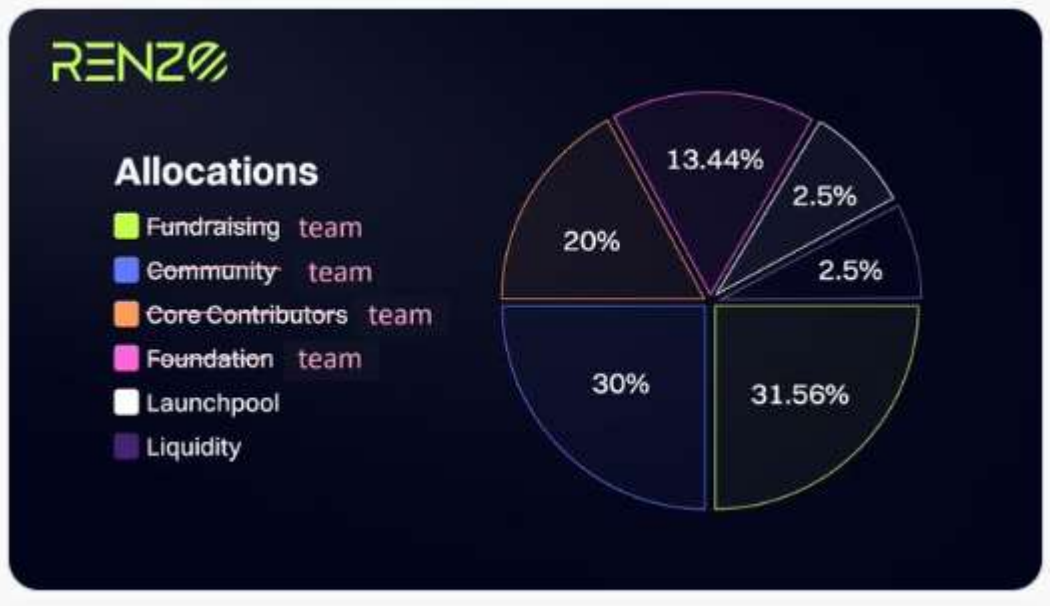 RENZO
Allocations
Fundraising team
Community team
Core Contributors team
Foundation team
Launchpool
Liquidity
13.44%
2.5%
20%
2.5%
30%
31.56%